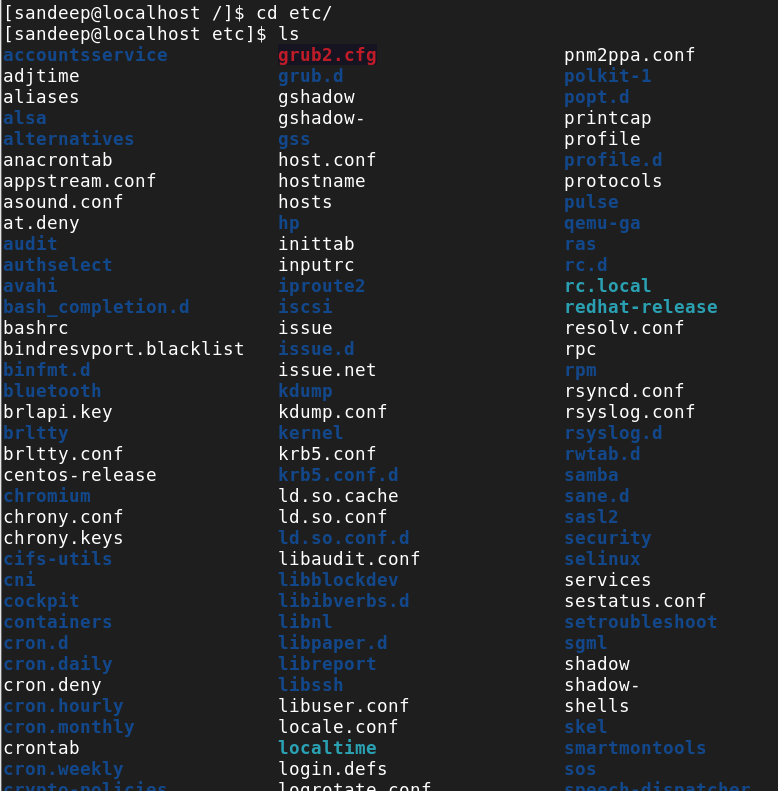 [sandeep@localhost /]$ cd etc/
[sandeep@localhost etc]$ ls
accountsservice grub2.cfg pnm2ppa.conf
adjtime grub.d polkit-1
aliases gshadow popt.d
alsa gshadow- printcap
alternatives gss profile
anacrontab host.conf profile.d
appstream.conf hostname protocols
asound.conf hosts pulse
at.deny hp qemu-ga
audit inittab ras
authselect inputrc rc.d
avahi iproute2 rc.local
bash_completion.d iscsi redhat-release
bashrc issue resolv.conf
bindresvport.blacklist issue.d rpc
binfmt.d issue.net rpm
bluetooth kdump rsyncd.conf
brlapi.key kdump.conf rsyslog.conf
brltty kernel rsyslog.d
brltty.conf krb5.conf rwtab.d
centos-release krb5.conf.d samba
chromium ld.so.cache sane.d
chrony.conf ld.so.conf sasl2
chrony.keys ld.so.conf.d security
cifs-utils libaudit.conf selinux
cni libblockdev services
cockpit libibverbs.d sestatus.conf
containers libnl setroubleshoot
cron.d libpaper.d sgml
cron.daily libreport shadow
cron.deny libssh shadow-
cron.hourly libuser.conf shells
cron.monthly locale.conf skel
crontab localtime smartmontools
cron.weekly login.defs sos
crypto-policies logrotate.conf speech-dispatcher